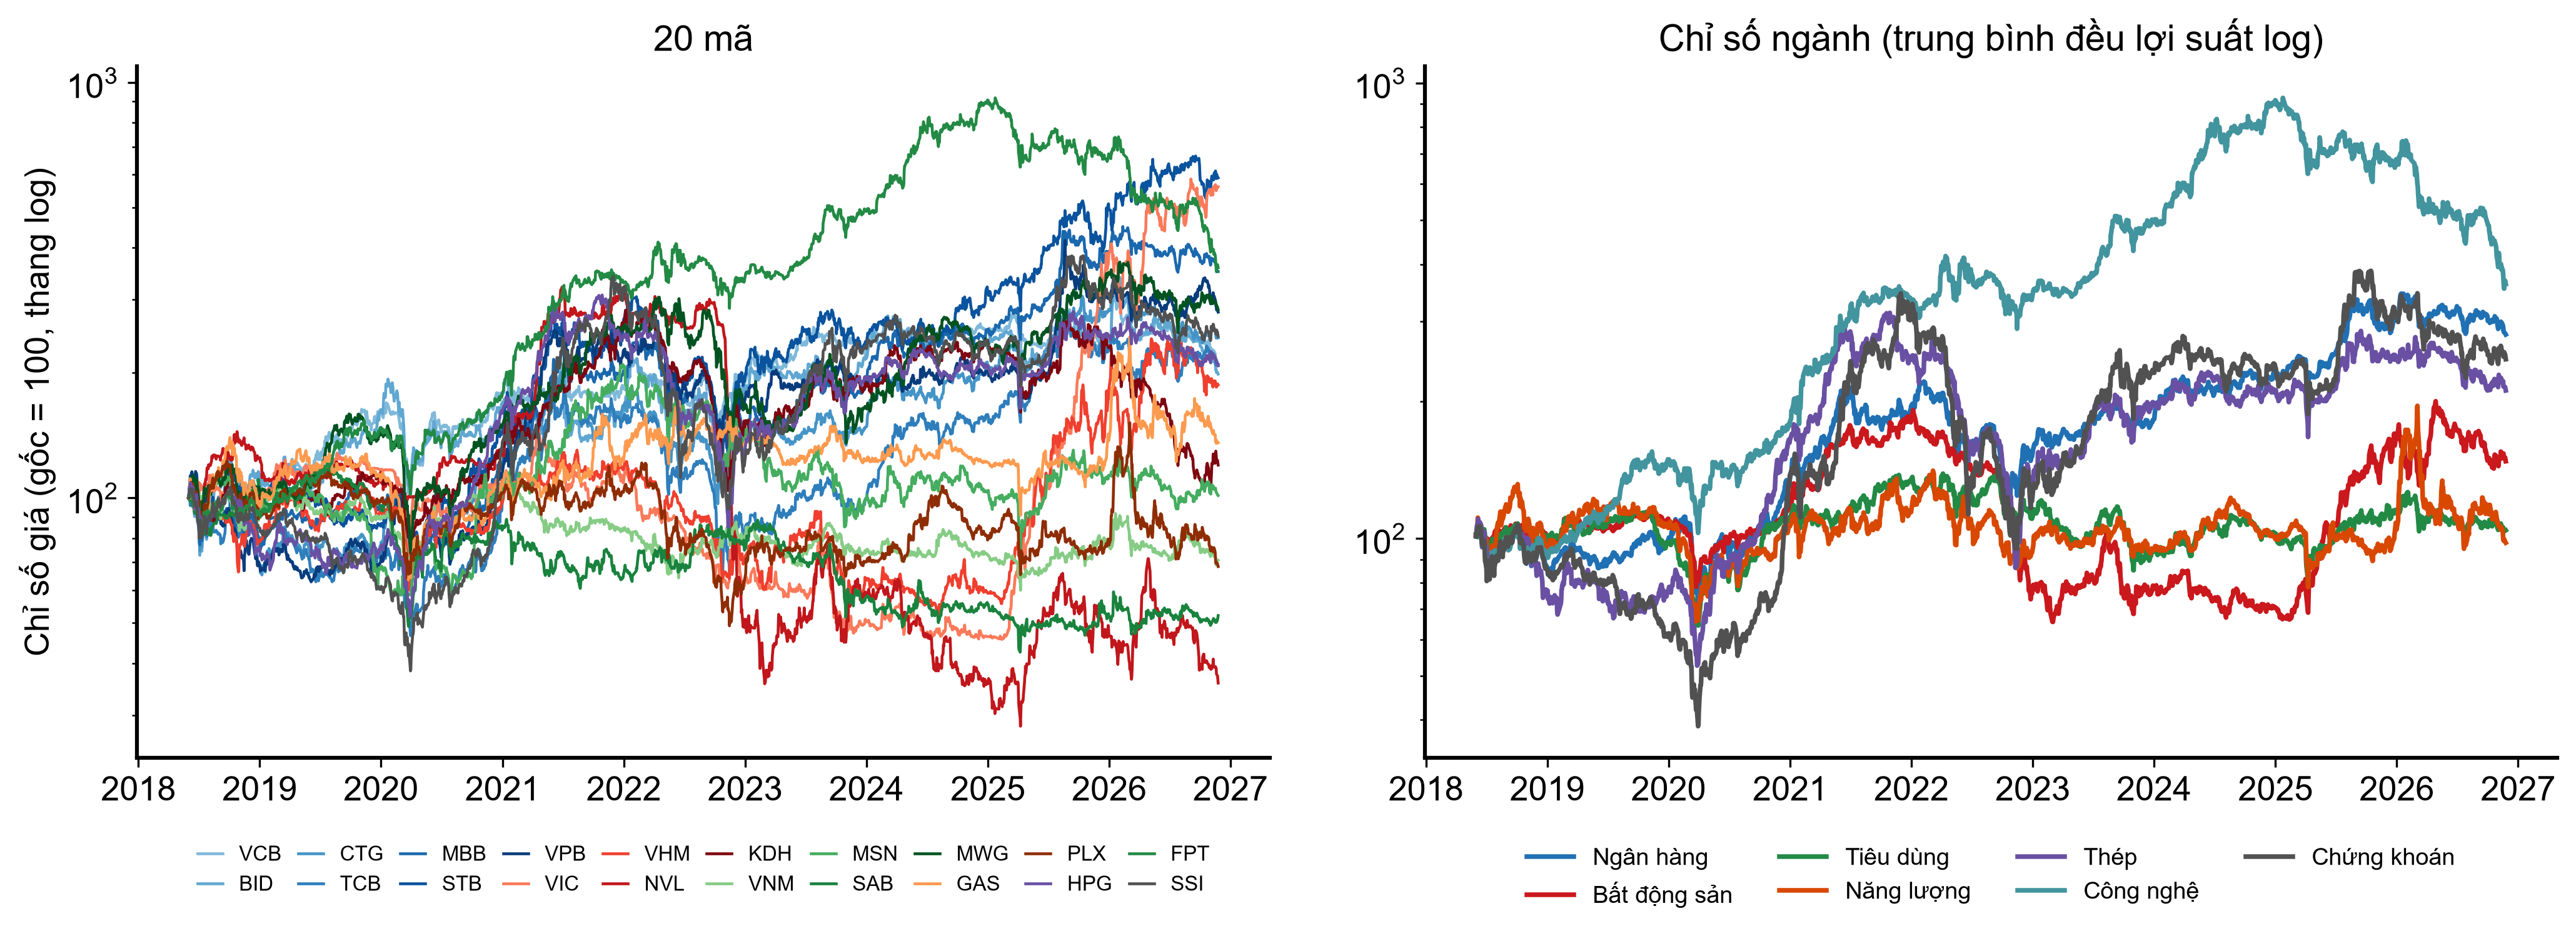 20 mã
Chỉ số giá (gốc = 100, thang log)
10³
10²
2018 2019 2020 2021 2022 2023 2024 2025 2026 2027
VCB CTG MBB VPB VHM KDH MSN MWG PLX FPT
BID TCB STB VIC NVL VNM SAB GAS HPG SSI
Chỉ số ngành (trung bình đều lợi suất log)
10³
10²
2018 2019 2020 2021 2022 2023 2024 2025 2026 2027
Ngân hàng Tiêu dùng Thép Chứng khoán
Bất động sản Năng lượng Công nghệ